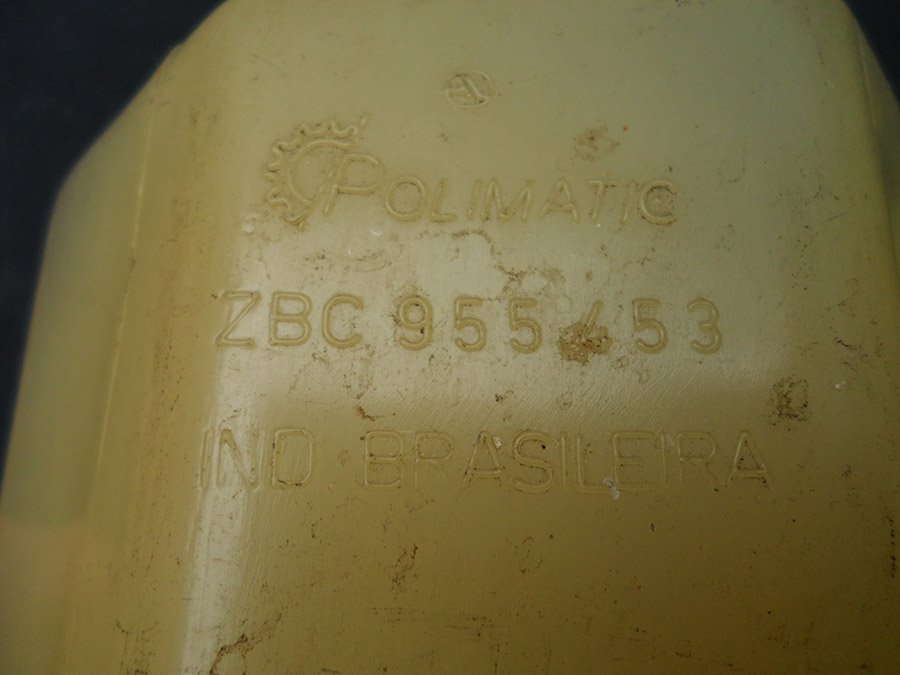 POLIMATIC
ZBC 955 453
IND. BRASILEIRA